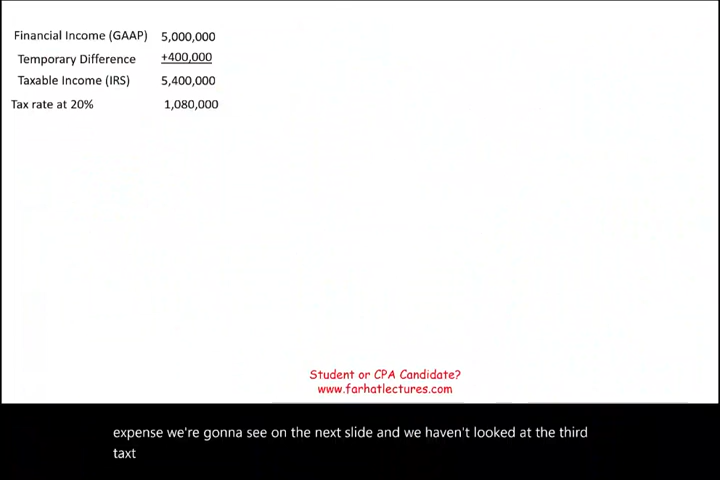 Financial Income (GAAP) 5,000,000
Temporary Difference +400,000
Taxable Income (IRS) 5,400,000
Tax rate at 20% 1,080,000
Student or CPA Candidate?
www.farhatlectures.com
expense we're gonna see on the next slide and we haven't looked at the third
taxt